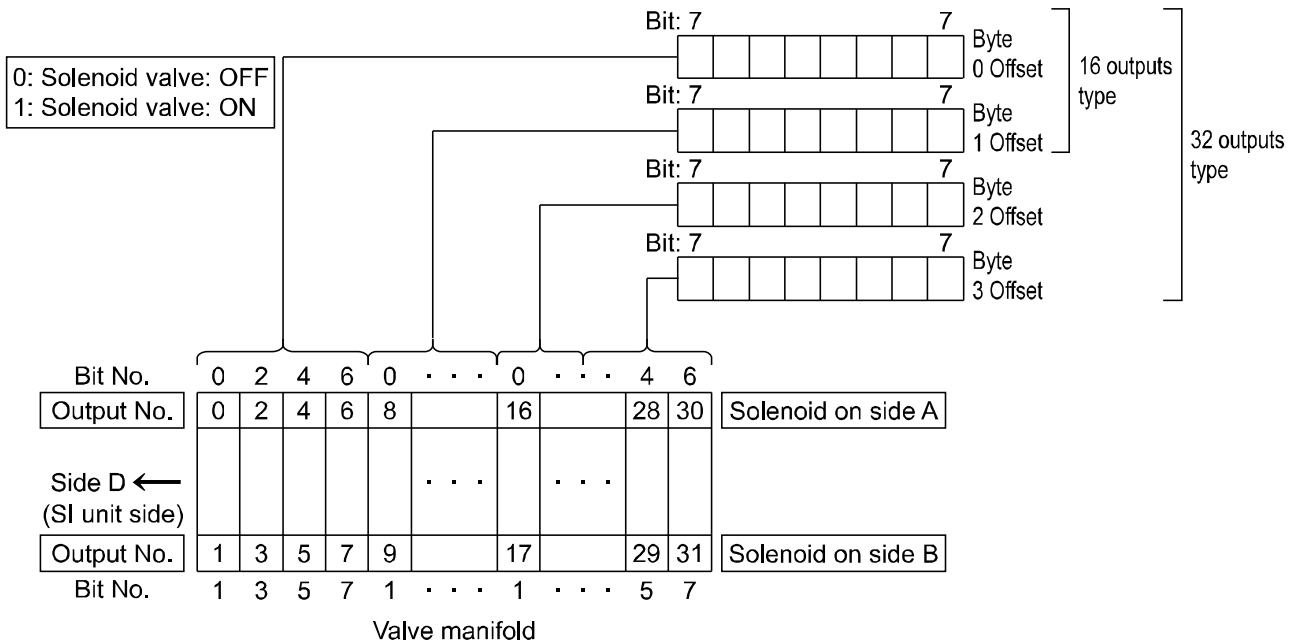 Bit: 7 7
Byte
0 Offset
0: Solenoid valve: OFF
1: Solenoid valve: ON
Bit: 7 7
Byte
1 Offset
16 outputs
type
Bit: 7 7
Byte
2 Offset
32 outputs
type
Bit: 7 7
Byte
3 Offset
Bit No. 0 2 4 6 0 · · · 0 · · · 4 6
Output No. 0 2 4 6 8 16 28 30 Solenoid on side A
Side D ←
(SI unit side)
· · · · · ·
Output No. 1 3 5 7 9 17 29 31 Solenoid on side B
Bit No. 1 3 5 7 1 · · · 1 · · · 5 7
Valve manifold